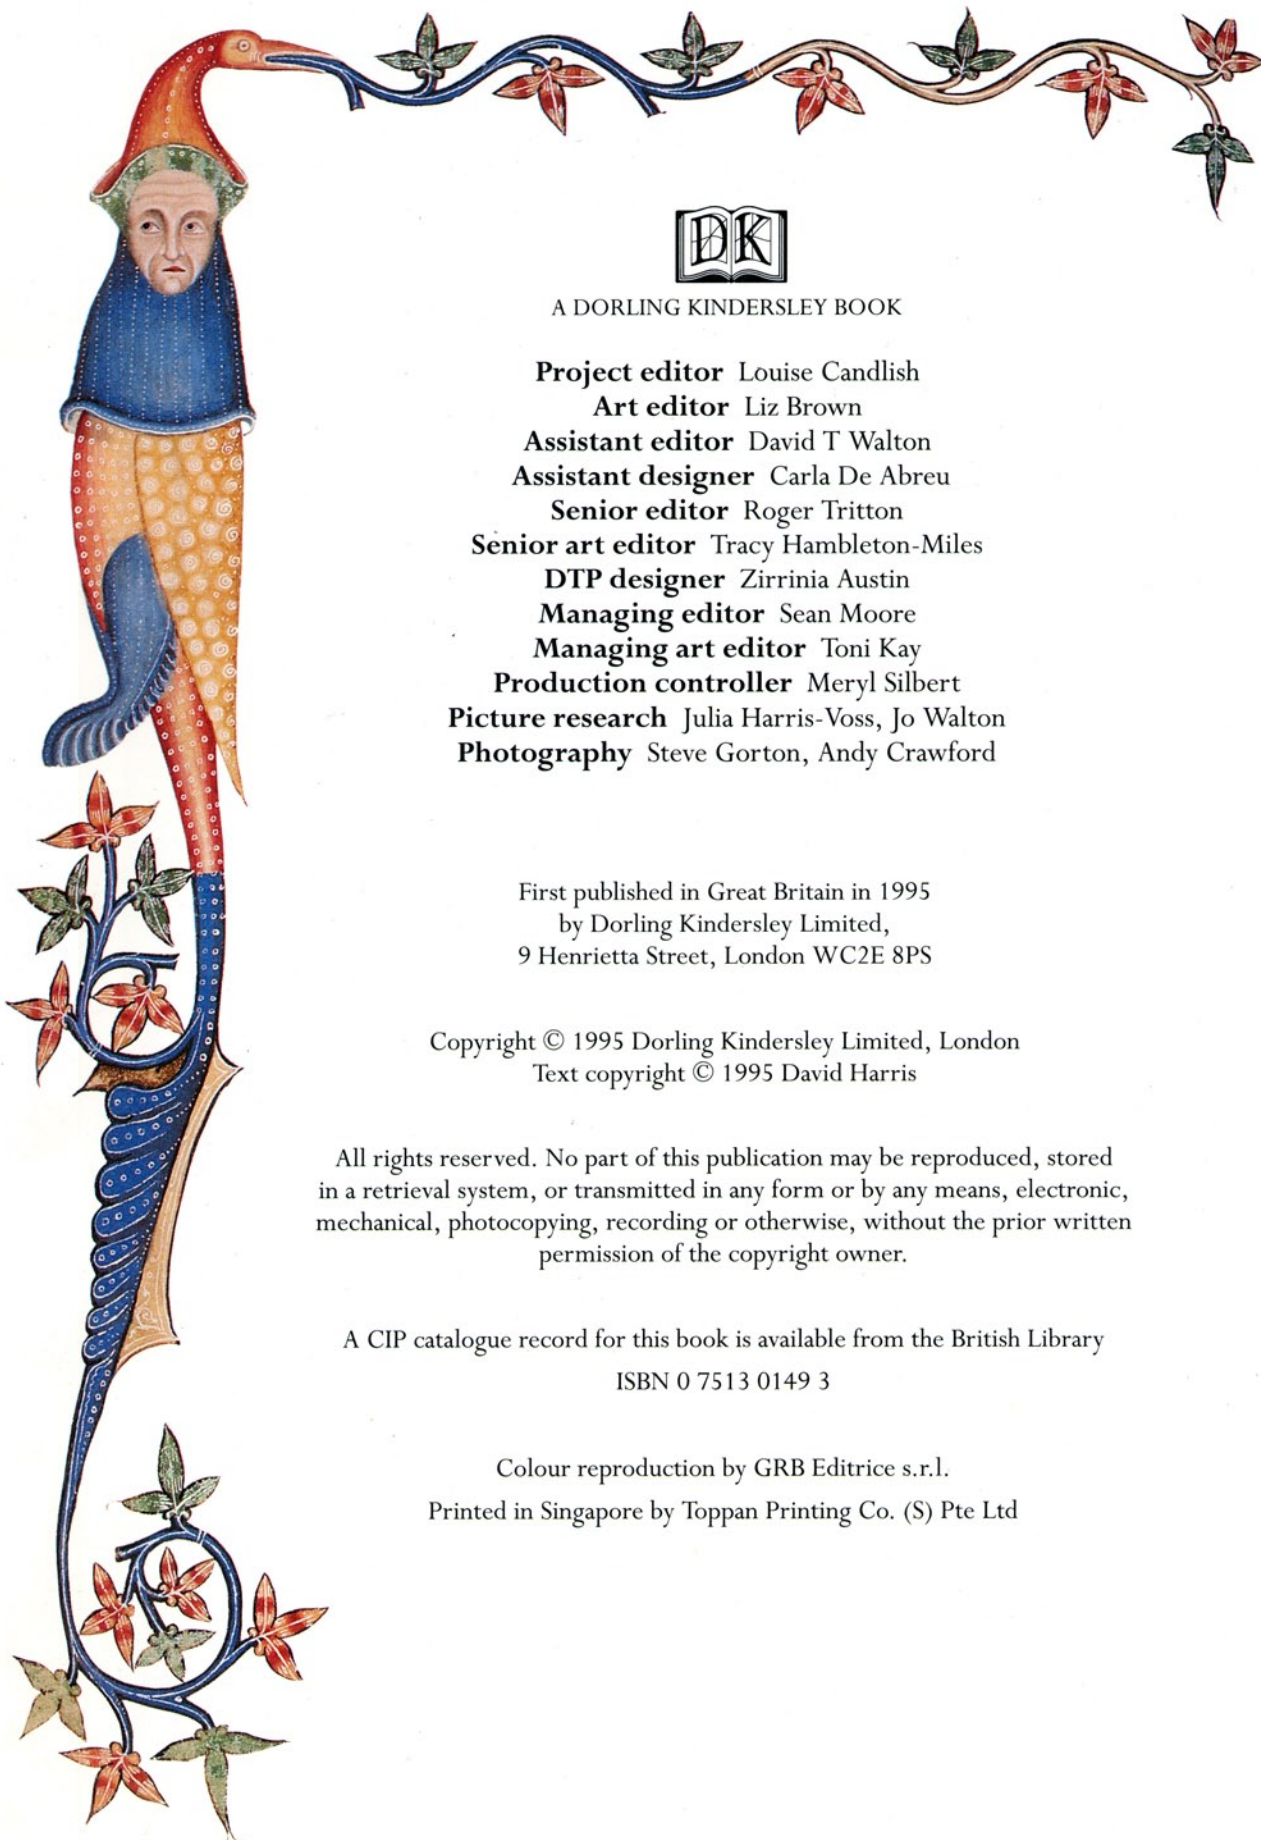 DK
A DORLING KINDERSLEY BOOK
Project editor Louise Candlish
Art editor Liz Brown
Assistant editor David T Walton
Assistant designer Carla De Abreu
Senior editor Roger Tritton
Senior art editor Tracy Hambleton-Miles
DTP designer Zirrinia Austin
Managing editor Sean Moore
Managing art editor Toni Kay
Production controller Meryl Silbert
Picture research Julia Harris-Voss, Jo Walton
Photography Steve Gorton, Andy Crawford
First published in Great Britain in 1995
by Dorling Kindersley Limited,
9 Henrietta Street, London WC2E 8PS
Copyright © 1995 Dorling Kindersley Limited, London
Text copyright © 1995 David Harris
All rights reserved. No part of this publication may be reproduced, stored
in a retrieval system, or transmitted in any form or by any means, electronic,
mechanical, photocopying, recording or otherwise, without the prior written
permission of the copyright owner.
A CIP catalogue record for this book is available from the British Library
ISBN 0 7513 0149 3
Colour reproduction by GRB Editrice s.r.l.
Printed in Singapore by Toppan Printing Co. (S) Pte Ltd